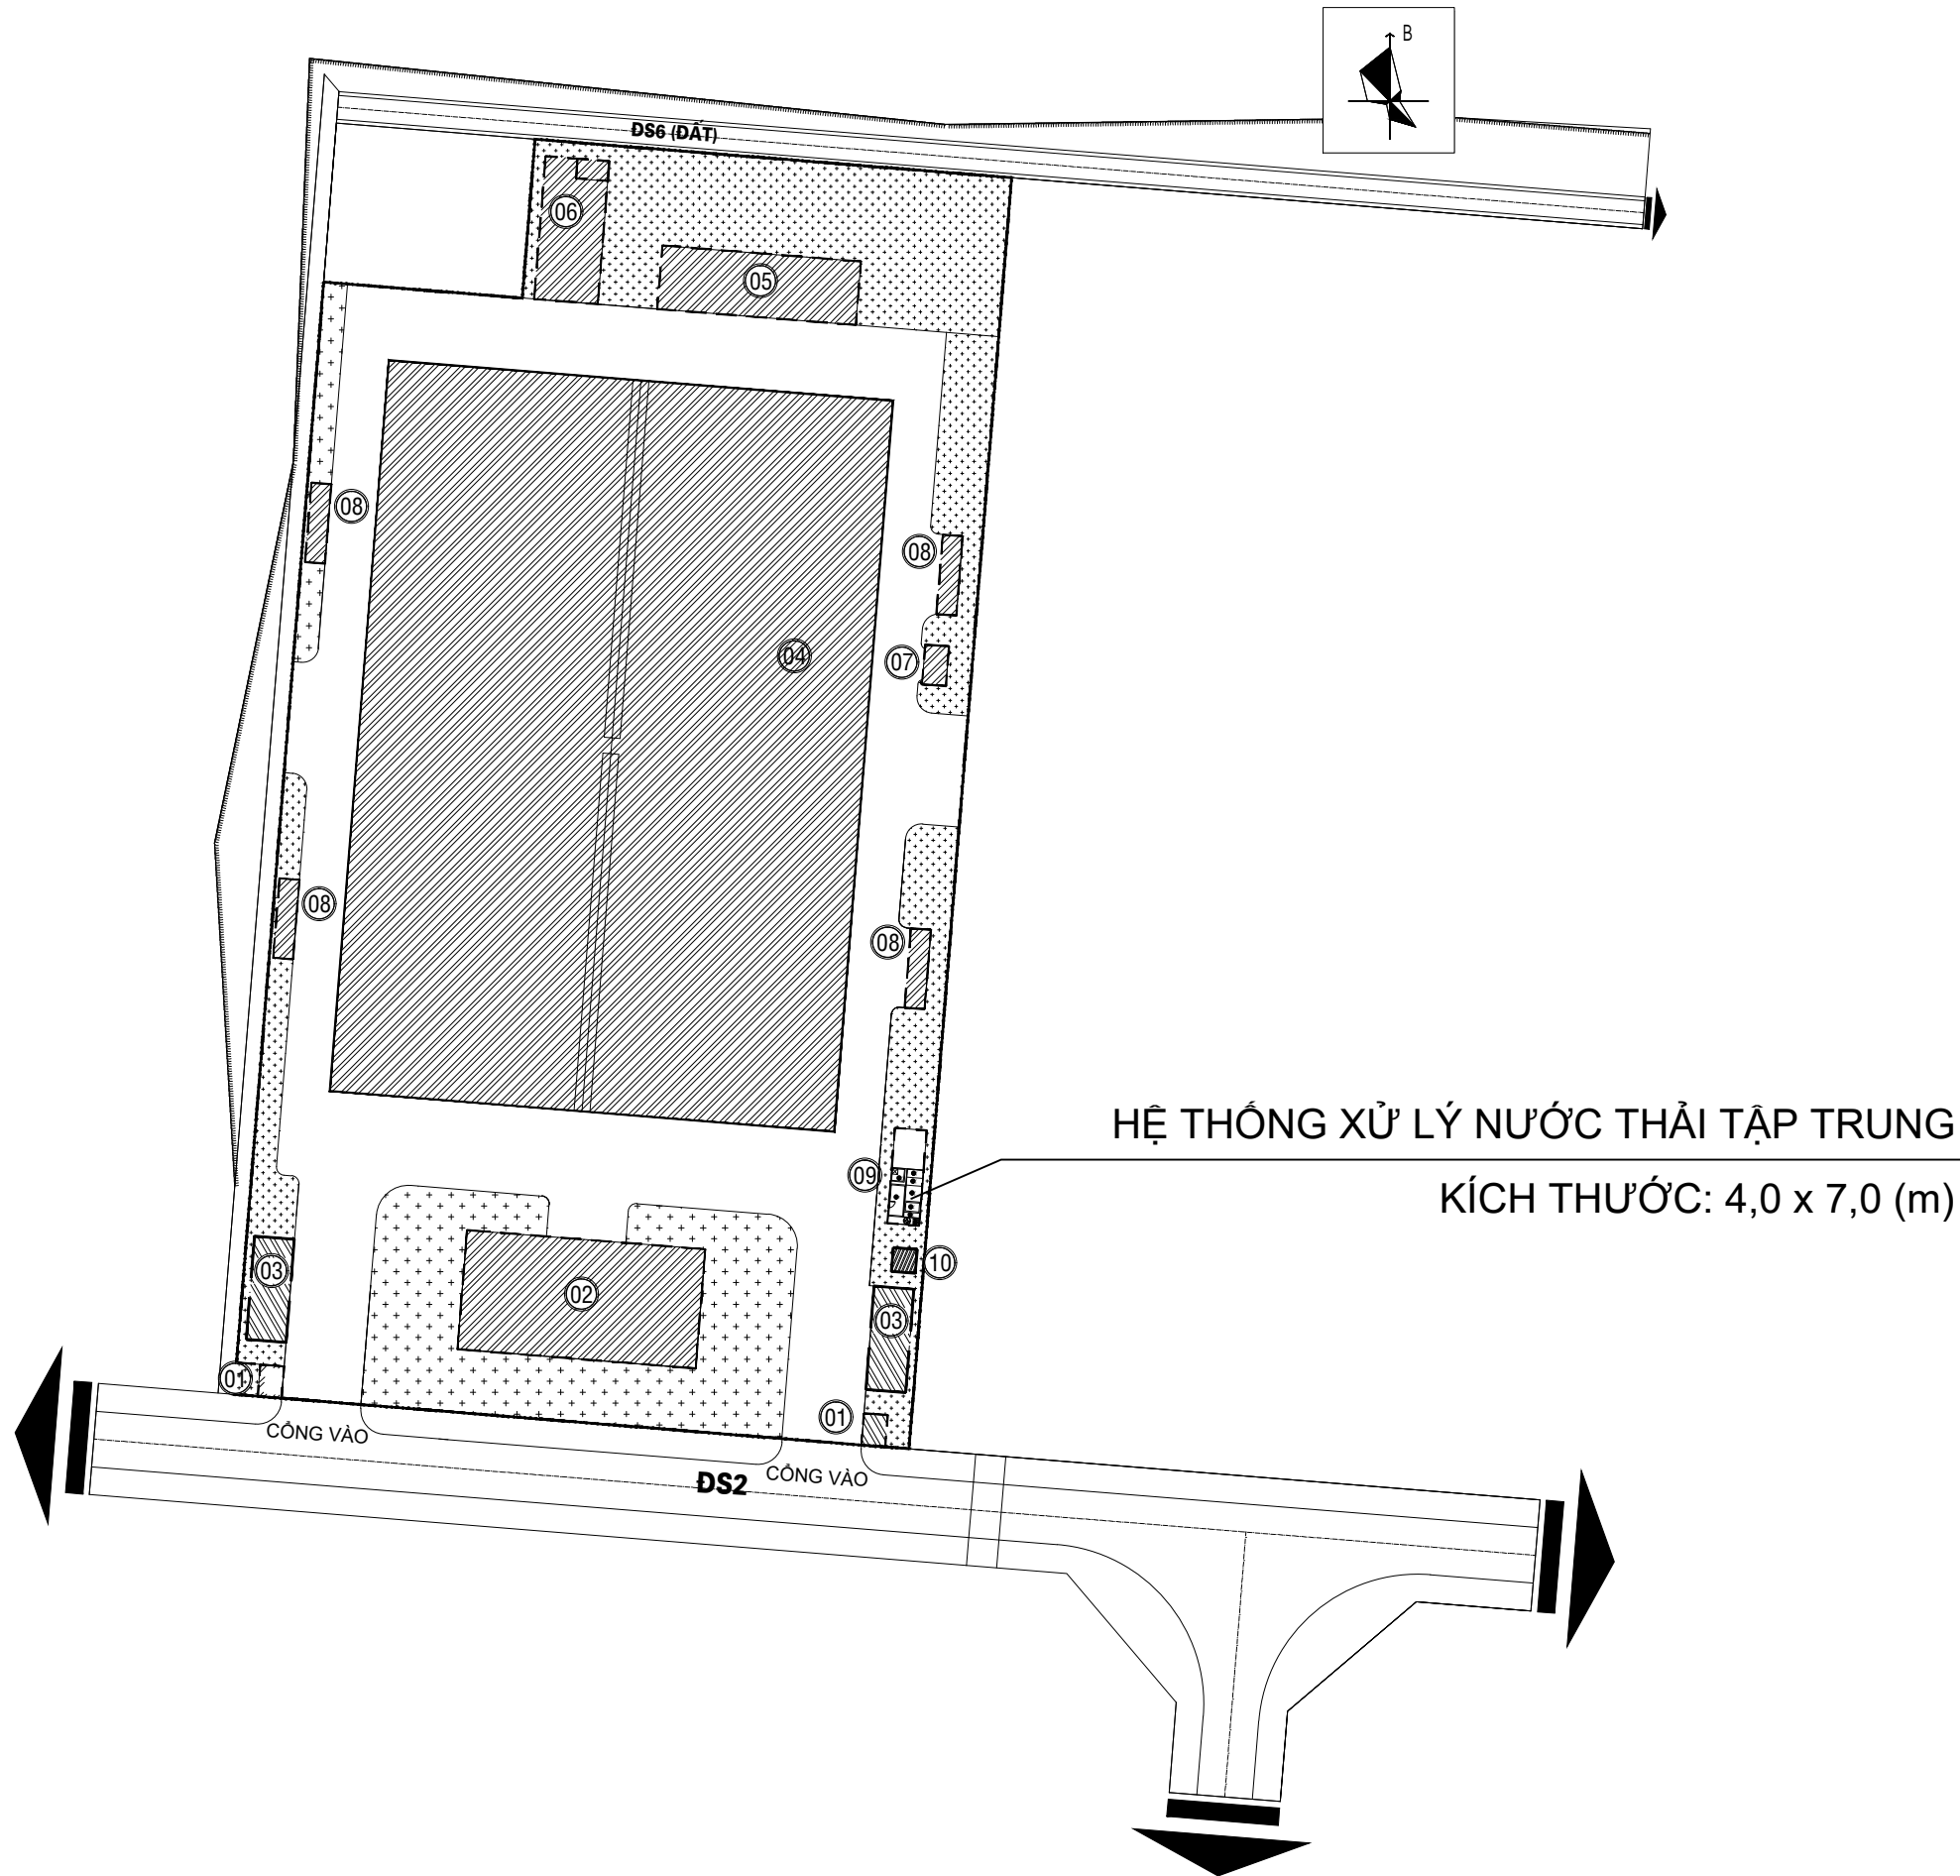 B
ĐS6 (ĐẤT)
06
05
08
08
04
07
08
08
HỆ THỐNG XỬ LÝ NƯỚC THẢI TẬP TRUNG
09
KÍCH THƯỚC: 4,0 x 7,0 (m)
10
03
02
03
01
01
CỔNG VÀO
CỔNG VÀO
ĐS2